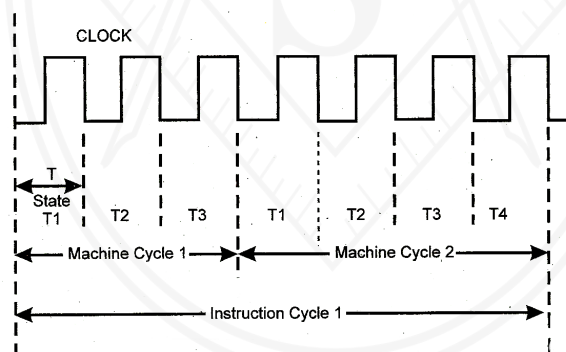 CLOCK
T
State
T1 T2 T3 T1 T2 T3 T4
Machine Cycle 1 Machine Cycle 2
Instruction Cycle 1